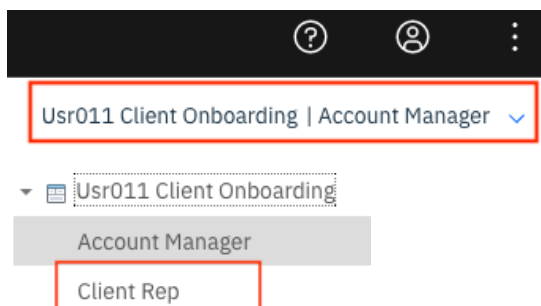 Usr011 Client Onboarding | Account Manager
Usr011 Client Onboarding
Account Manager
Client Rep